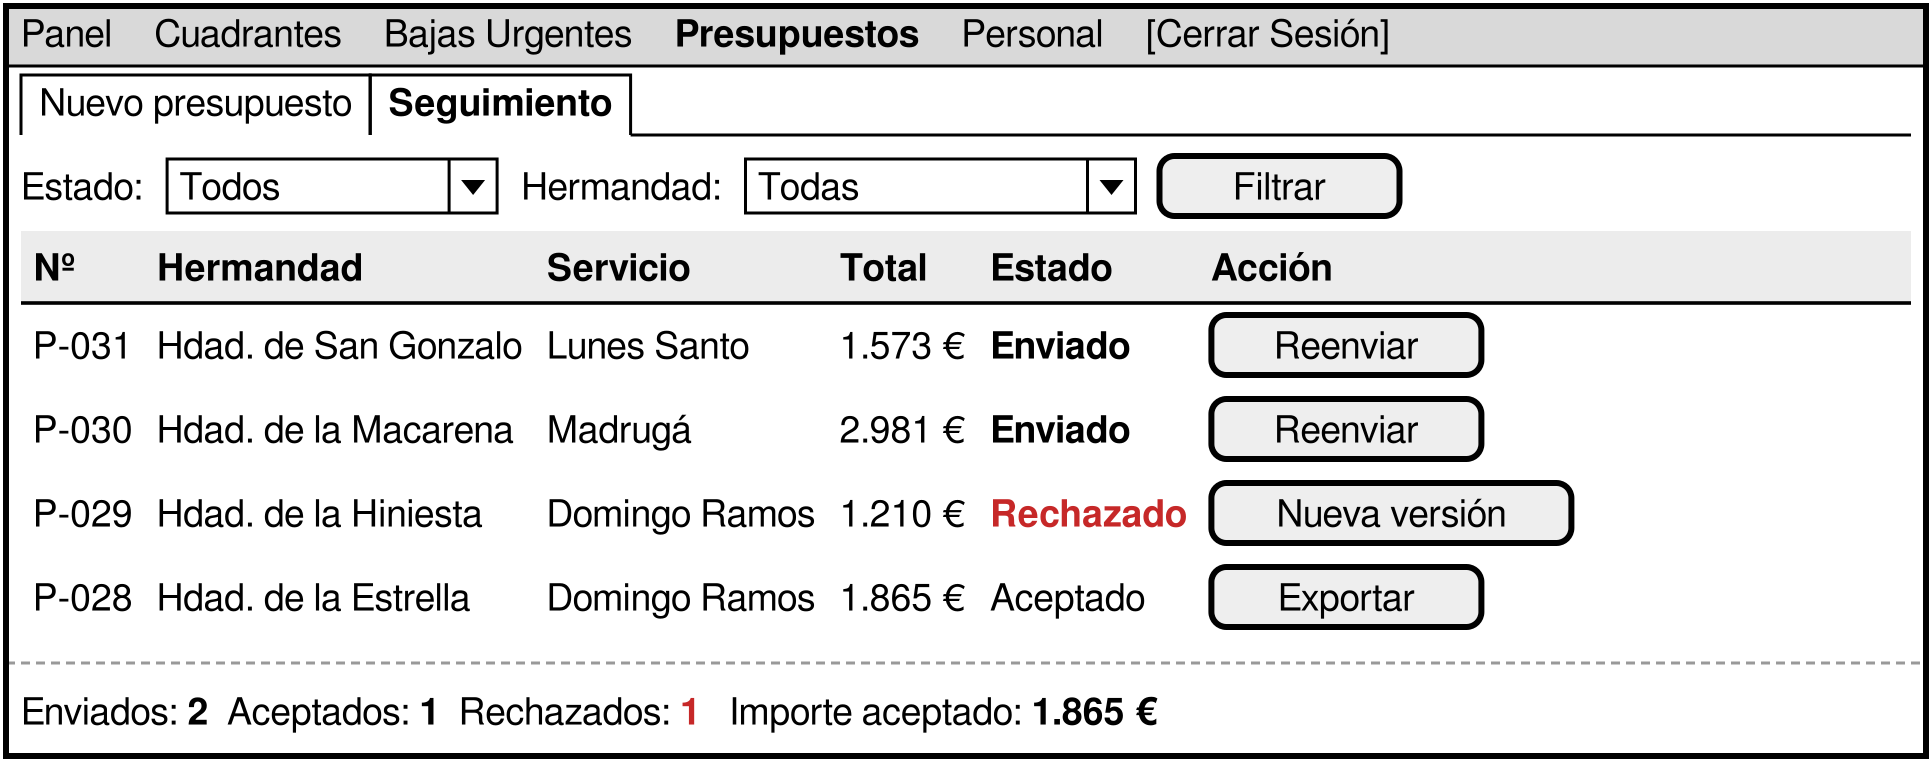 Panel Cuadrantes Bajas Urgentes Presupuestos Personal [Cerrar Sesión]
Nuevo presupuesto Seguimiento
Estado: Todos Hermandad: Todas Filtrar
Nº Hermandad Servicio Total Estado Acción
P-031 Hdad. de San Gonzalo Lunes Santo 1.573 € Enviado Reenviar
P-030 Hdad. de la Macarena Madrugá 2.981 € Enviado Reenviar
P-029 Hdad. de la Hiniesta Domingo Ramos 1.210 € Rechazado Nueva versión
P-028 Hdad. de la Estrella Domingo Ramos 1.865 € Aceptado Exportar
Enviados: 2 Aceptados: 1 Rechazados: 1 Importe aceptado: 1.865 €